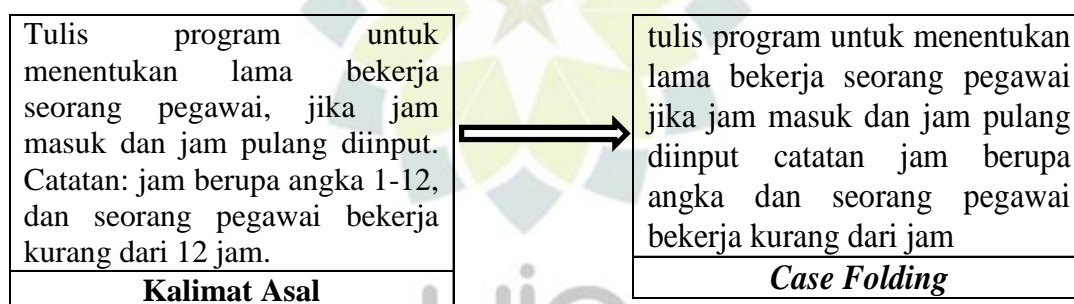 Tulis program untuk
menentukan lama bekerja
seorang pegawai, jika jam
masuk dan jam pulang diinput.
Catatan: jam berupa angka 1-12,
dan seorang pegawai bekerja
kurang dari 12 jam.
Kalimat Asal
tulis program untuk menentukan
lama bekerja seorang pegawai
jika jam masuk dan jam pulang
diinput catatan jam berupa
angka dan seorang pegawai
bekerja kurang dari jam
Case Folding